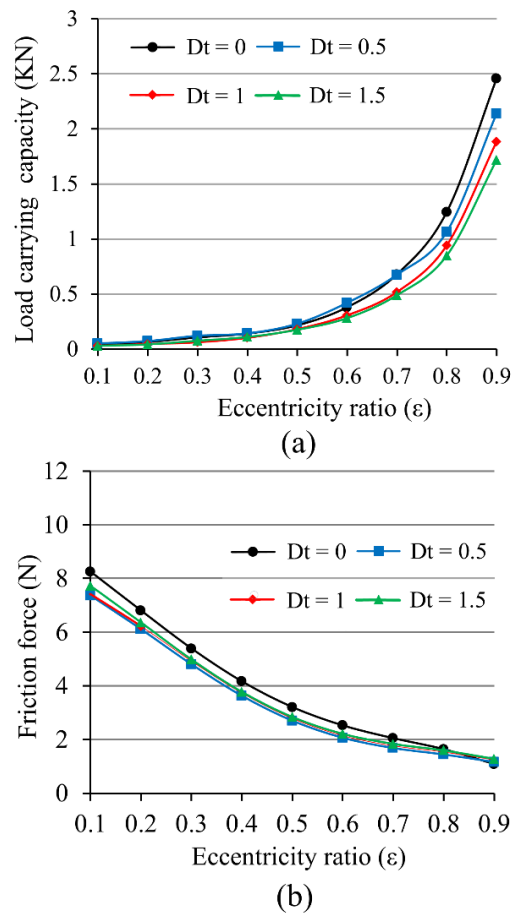 Load carrying capacity (KN)
3
2.5
2
1.5
1
0.5
0
Dt = 0 Dt = 0.5
Dt = 1 Dt = 1.5
0.1 0.2 0.3 0.4 0.5 0.6 0.7 0.8 0.9
Eccentricity ratio (ε)
(a)
Friction force (N)
12
10
8
6
4
2
0
Dt = 0 Dt = 0.5
Dt = 1 Dt = 1.5
0.1 0.2 0.3 0.4 0.5 0.6 0.7 0.8 0.9
Eccentricity ratio (ε)
(b)